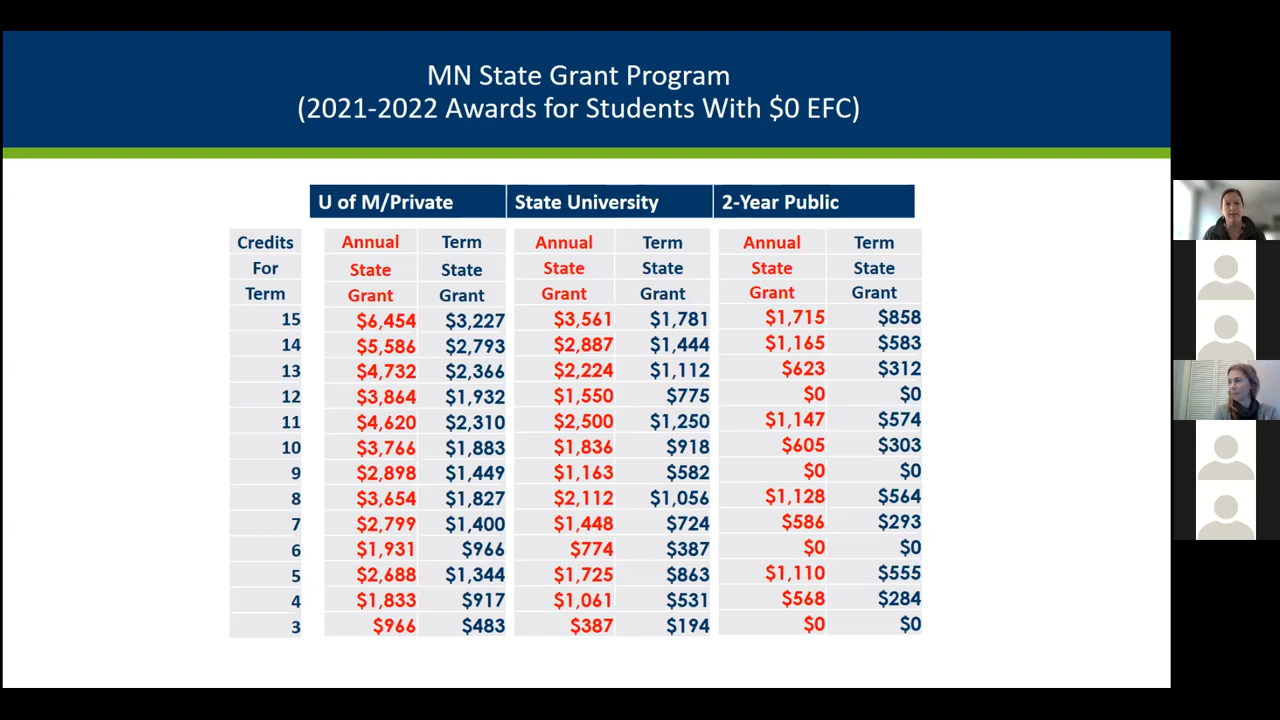 MN State Grant Program
(2021-2022 Awards for Students With $0 EFC)
U of M/Private State University 2-Year Public
Credits Annual Term Annual Term Annual Term
For State State State State State State
Term Grant Grant Grant Grant Grant Grant
15 $6,454 $3,227 $3,561 $1,781 $1,715 $858
14 $5,586 $2,793 $2,887 $1,444 $1,165 $583
13 $4,732 $2,366 $2,224 $1,112 $623 $312
12 $3,864 $1,932 $1,550 $775 $0 $0
11 $4,620 $2,310 $2,500 $1,250 $1,147 $574
10 $3,766 $1,883 $1,836 $918 $605 $303
9 $2,898 $1,449 $1,163 $582 $0 $0
8 $3,654 $1,827 $2,112 $1,056 $1,128 $564
7 $2,799 $1,400 $1,448 $724 $586 $293
6 $1,931 $966 $774 $387 $0 $0
5 $2,688 $1,344 $1,725 $863 $1,110 $555
4 $1,833 $917 $1,061 $531 $568 $284
3 $966 $483 $387 $194 $0 $0